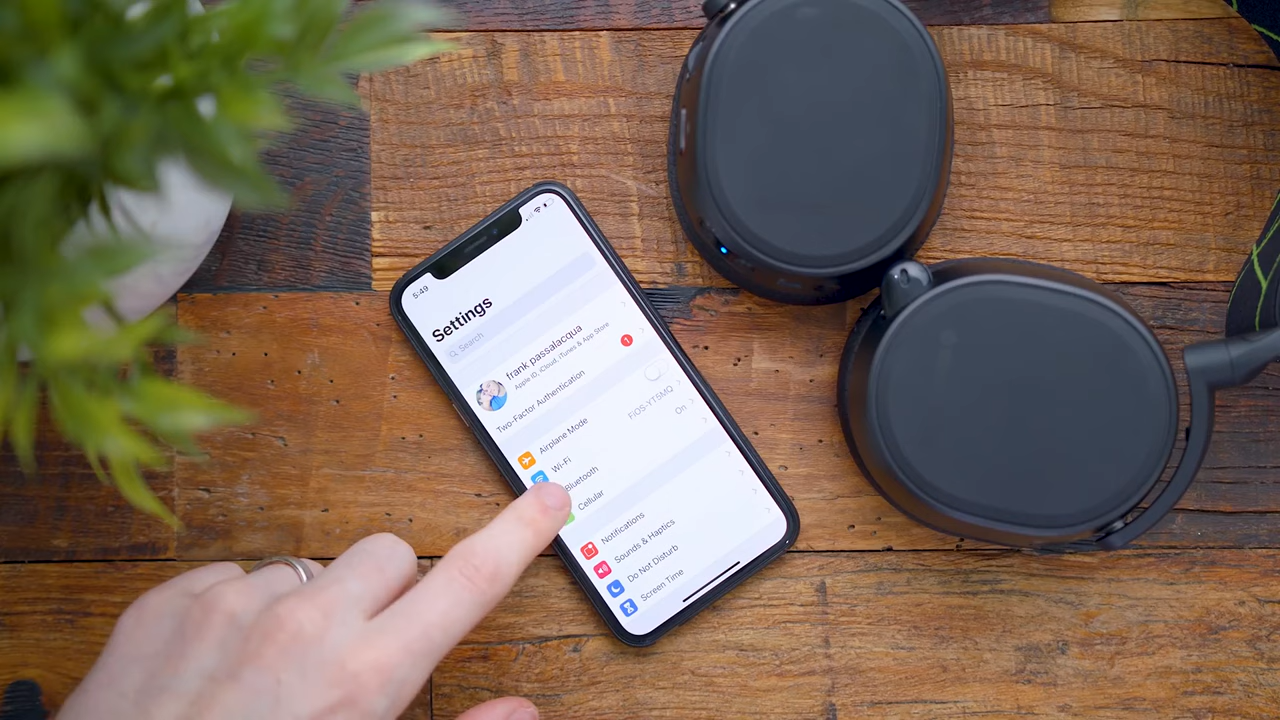 5:49
Settings
Search
frank passalacqua
Apple ID, iCloud, iTunes & App Store
Two-Factor Authentication
1
Airplane Mode
Wi-Fi
FiOS-YT5MQ
Bluetooth
On
Cellular
Notifications
Sounds & Haptics
Do Not Disturb
Screen Time